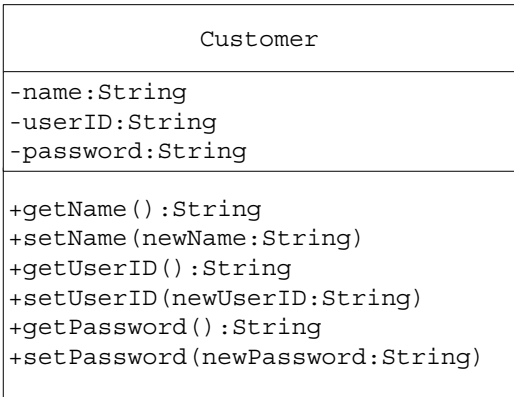 Customer
-name:String
-userID:String
-password:String
+getName():String
+setName(newName:String)
+getUserID():String
+setUserID(newUserID:String)
+getPassword():String
+setPassword(newPassword:String)